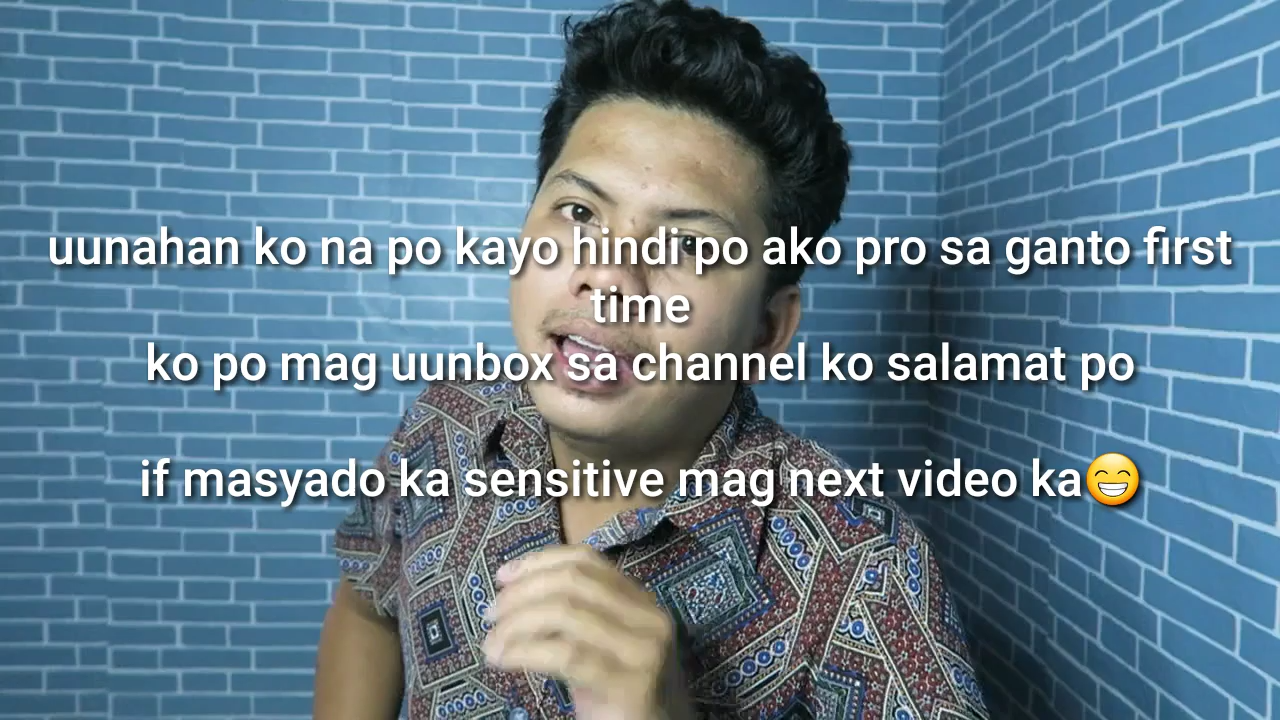 uunahan ko na po kayo hindi po ako pro sa ganto first
time
ko po mag uunbox sa channel ko salamat po
if masyado ka sensitive mag next video ka😁